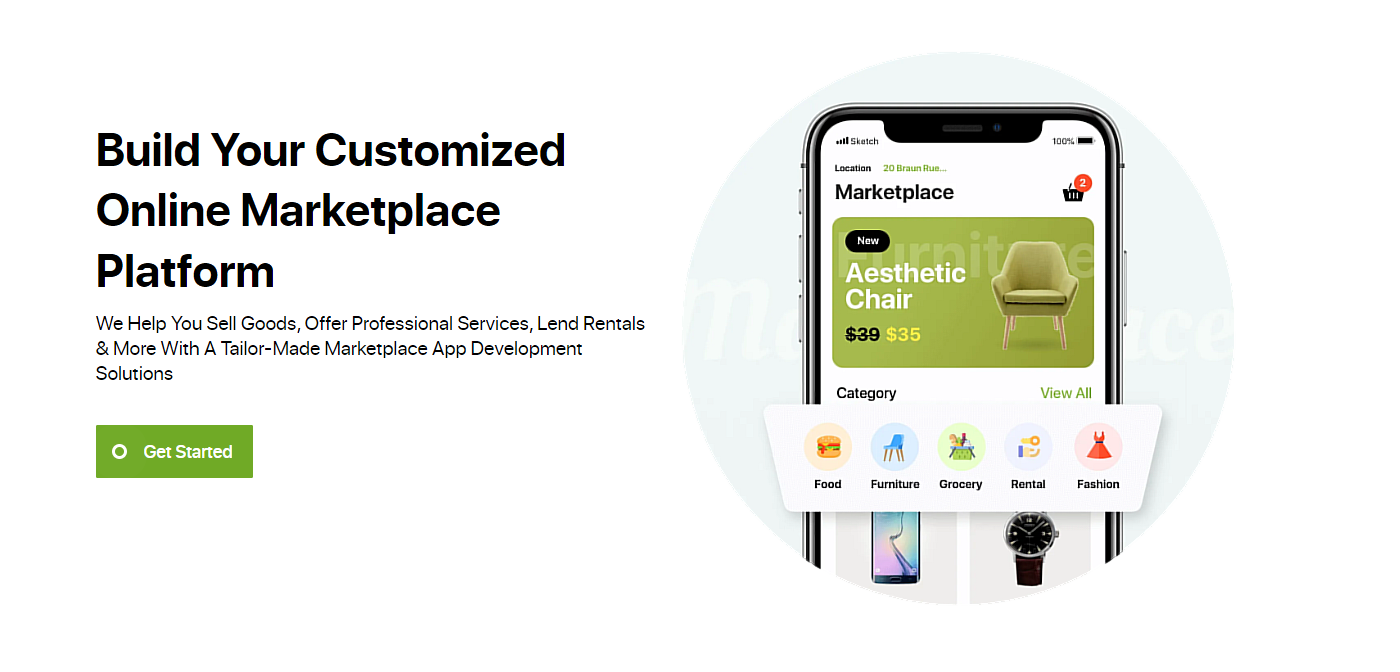 Build Your Customized
Online Marketplace
Platform
We Help You Sell Goods, Offer Professional Services, Lend Rentals
& More With A Tailor-Made Marketplace App Development
Solutions
Get Started
Sketch
100%
Location 20 Braun Rue...
Marketplace
2
New
Furniture
Aesthetic
Chair
$39 $35
Category View All
Food Furniture Grocery Rental Fashion